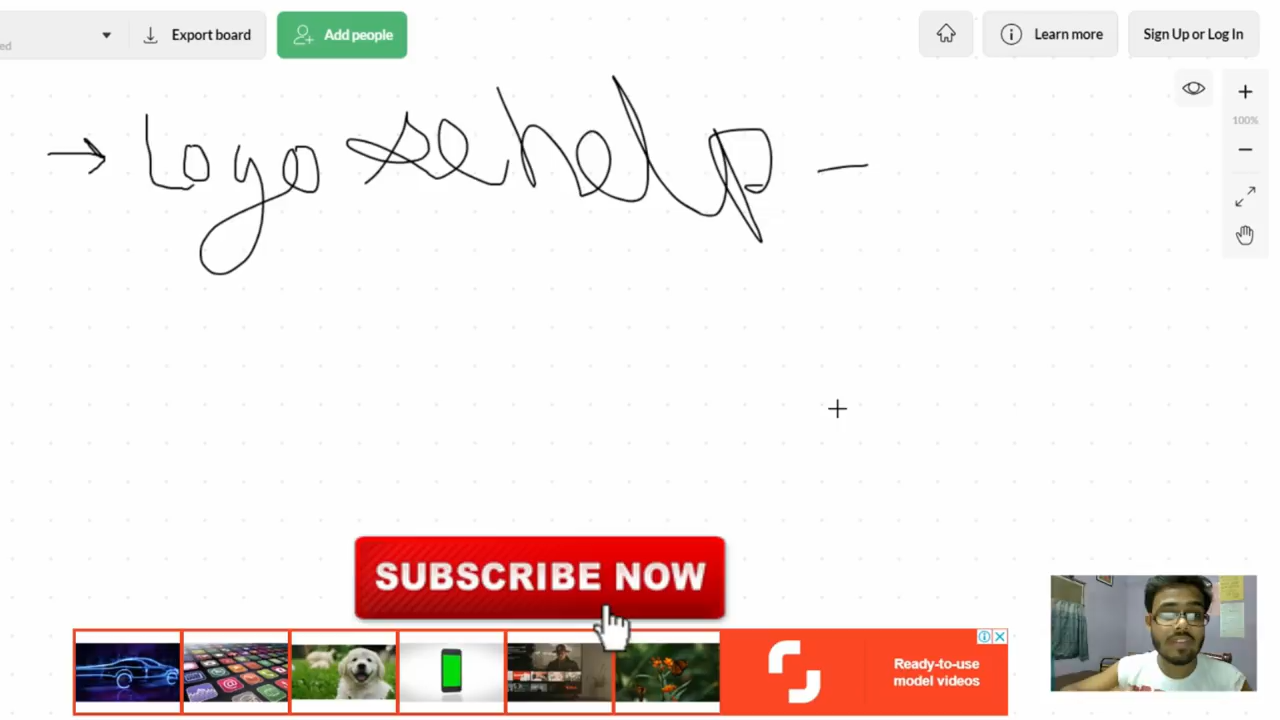 ed
Export board
Add people
Learn more
Sign Up or Log In
→ Logo se help —
100%
SUBSCRIBE NOW
Ready-to-use
model videos